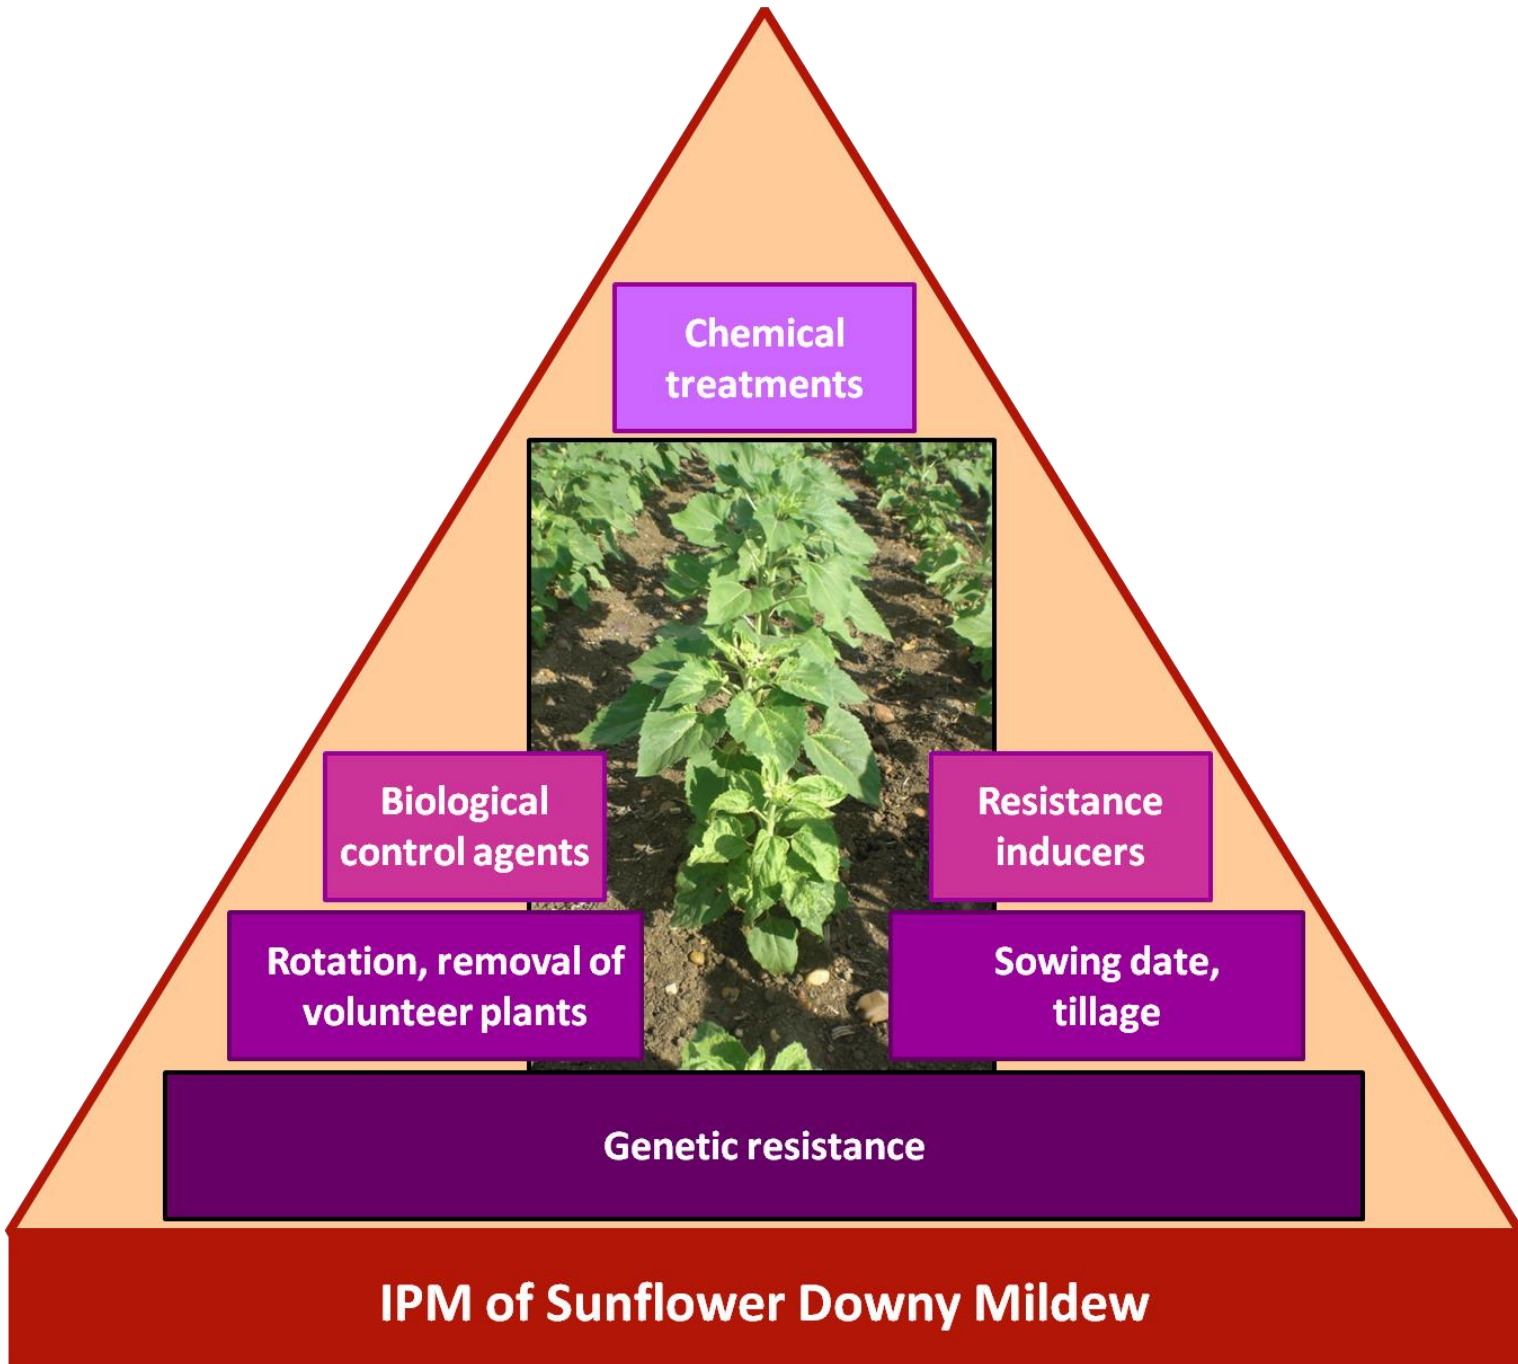 Chemical
treatments
Biological
control agents
Resistance
inducers
Rotation, removal of
volunteer plants
Sowing date,
tillage
Genetic resistance
IPM of Sunflower Downy Mildew